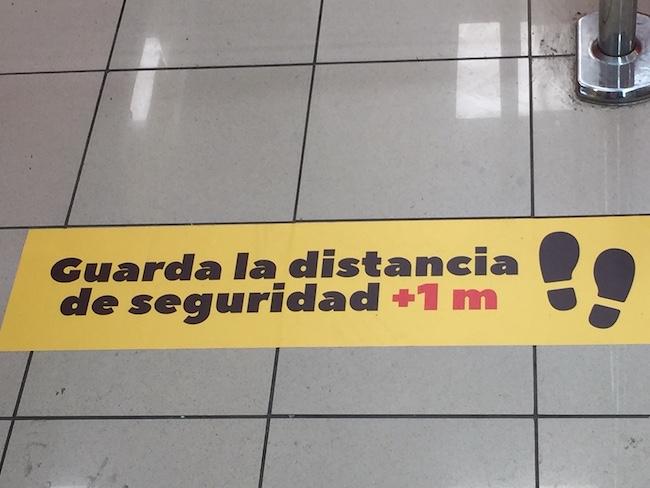 Guarda la distancia
de seguridad +1 m